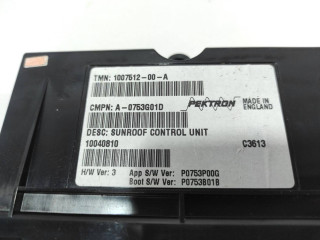 TMN: 1007512-00-A
CMPN: A-0753G01D
PEKTRON
MADE IN
ENGLAND
DESC: SUNROOF CONTROL UNIT
10040810
C3613
H/W Ver: 3
App S/W Ver: P0753P00G
Boot S/W Ver: P0753B01B